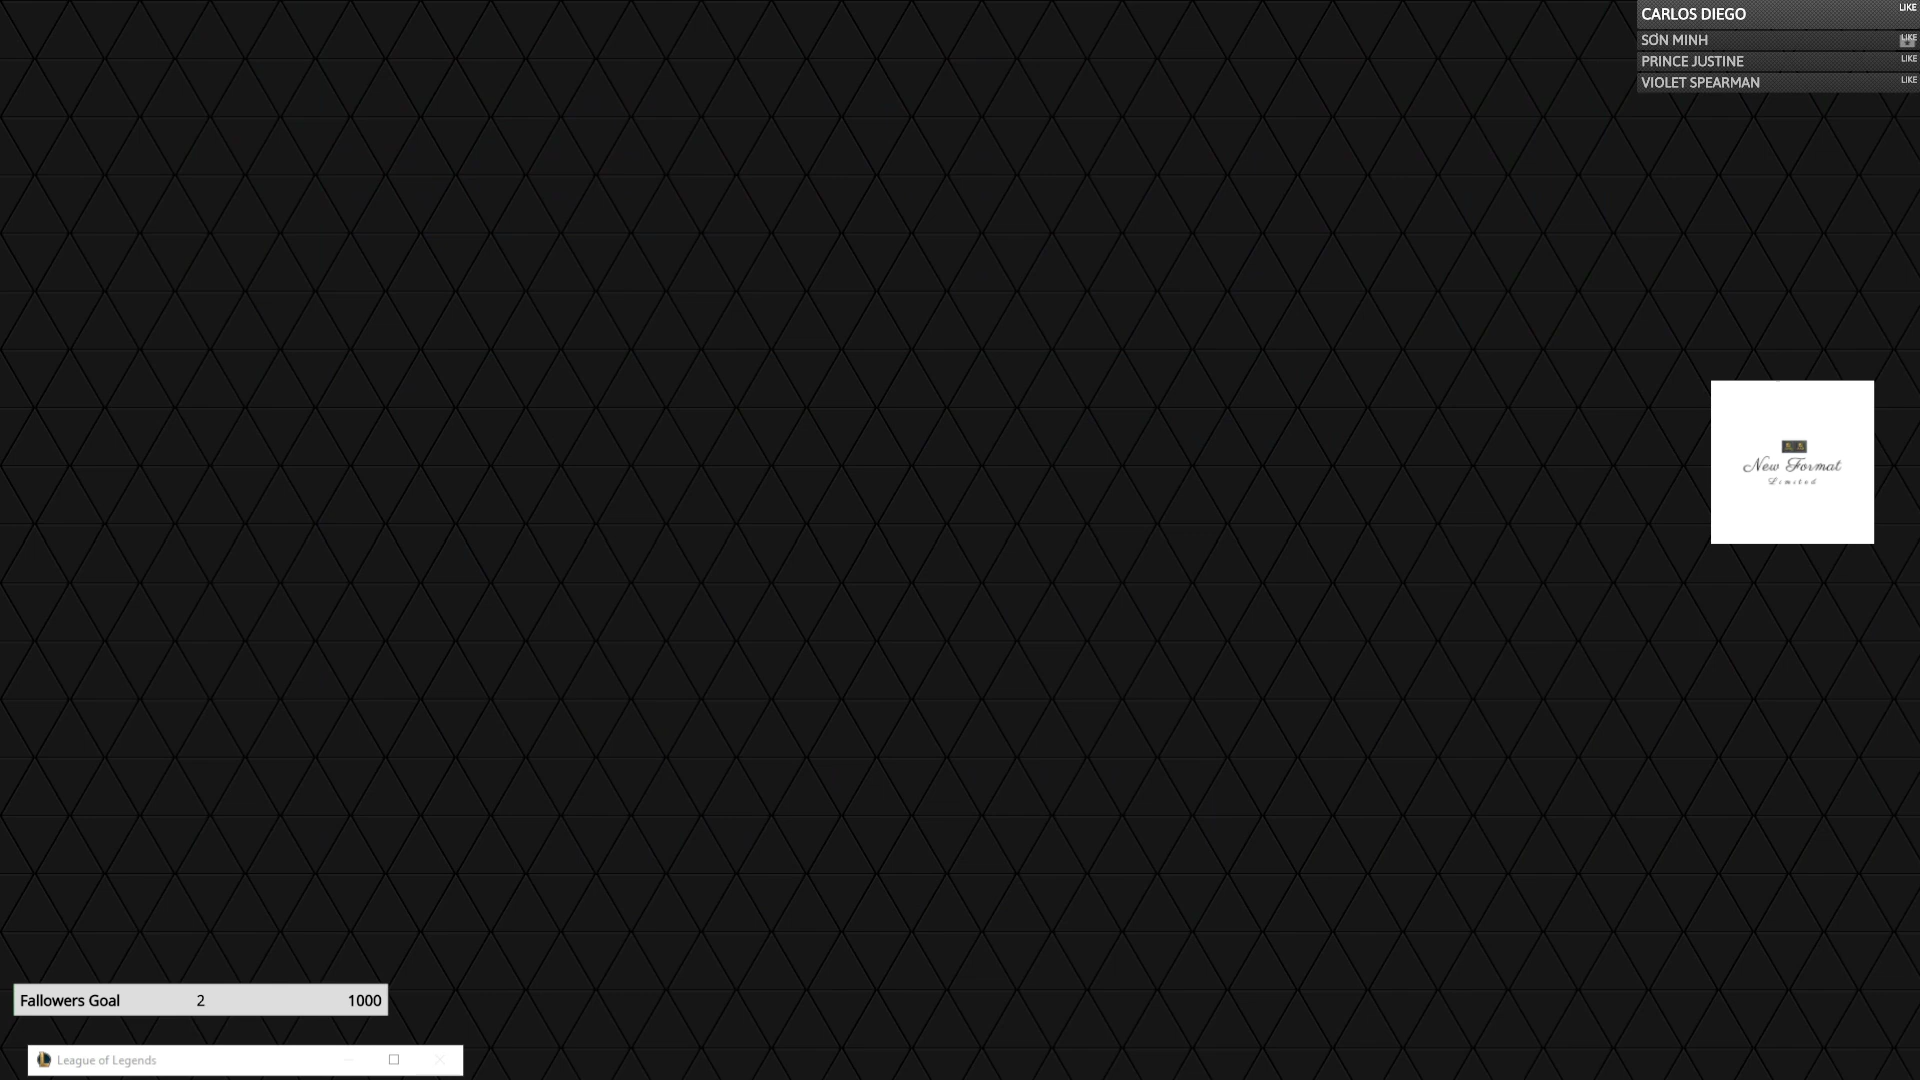 CARLOS DIEGO LIKE
SƠN MINH LIKE
PRINCE JUSTINE LIKE
VIOLET SPEARMAN LIKE
New Format
Limited
Fallowers Goal 2 1000
League of Legends